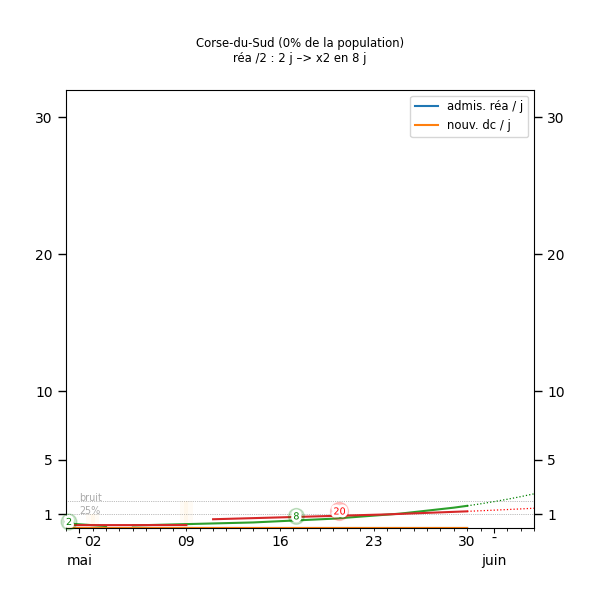 Corse-du-Sud (0% de la population)
réa /2 : 2 j –> x2 en 8 j
admis. réa / j
nouv. dc / j
30 30
20 20
10 10
5 5
bruit
25%
1 1
2 8 20
- 02 09 16 23 30 -
mai juin